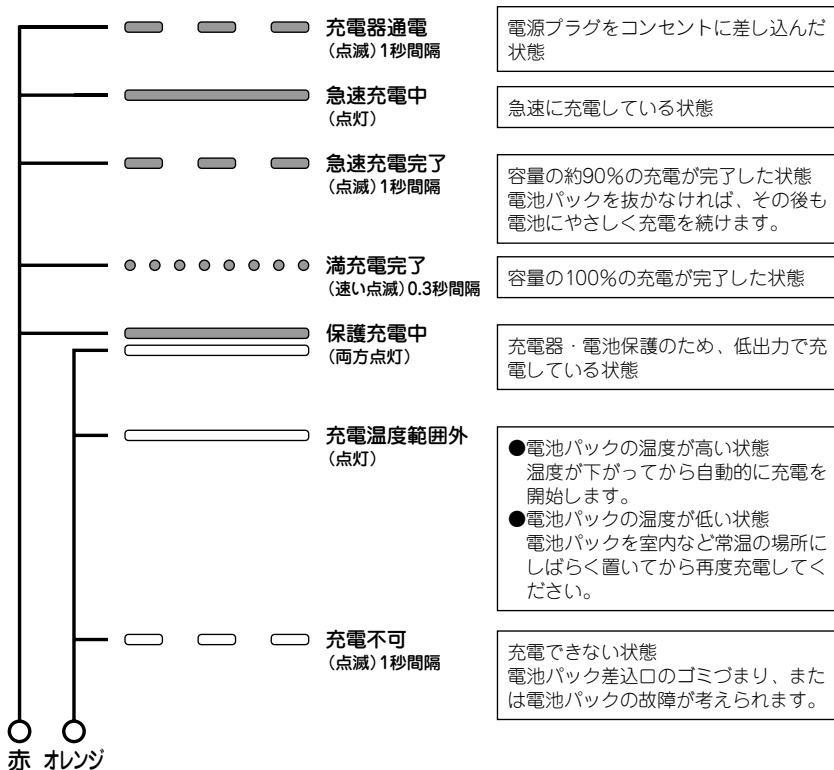 充電器通電
(点滅)1秒間隔
電源プラグをコンセントに差し込んだ
状態
急速充電中
(点灯)
急速に充電している状態
急速充電完了
(点滅)1秒間隔
容量の約90%の充電が完了した状態
電池パックを抜かなければ、その後も
電池にやさしく充電を続けます。
満充電完了
(速い点滅)0.3秒間隔
容量の100%の充電が完了した状態
保護充電中
(両方点灯)
充電器・電池保護のため、低出力で充
電している状態
充電温度範囲外
(点灯)
●電池パックの温度が高い状態
温度が下がってから自動的に充電を
開始します。
●電池パックの温度が低い状態
電池パックを室内など常温の場所に
しばらく置いてから再度充電してく
ださい。
充電不可
(点滅)1秒間隔
充電できない状態
電池パック差込口のゴミづまり、また
は電池パックの故障が考えられます。
赤 オレンジ